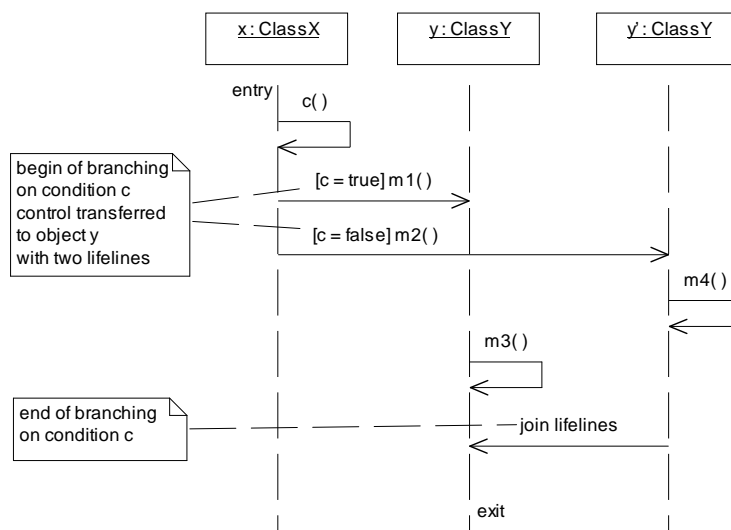 x : ClassX
y : ClassY
y' : ClassY
entry
c( )
begin of branching
on condition c
control transferred
to object y
with two lifelines
[c = true] m1( )
[c = false] m2( )
m4( )
m3( )
end of branching
on condition c
join lifelines
exit